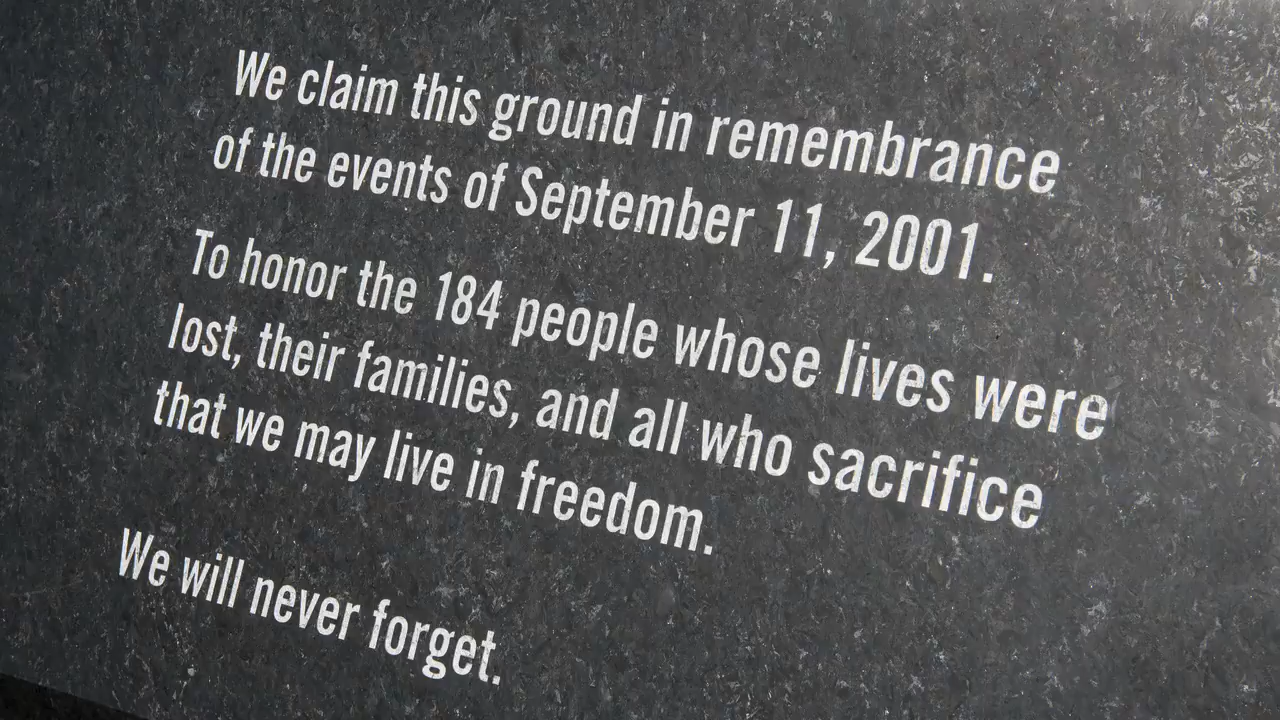 We claim this ground in remembrance
of the events of September 11, 2001.
To honor the 184 people whose lives were
lost, their families, and all who sacrifice
that we may live in freedom.
We will never forget.